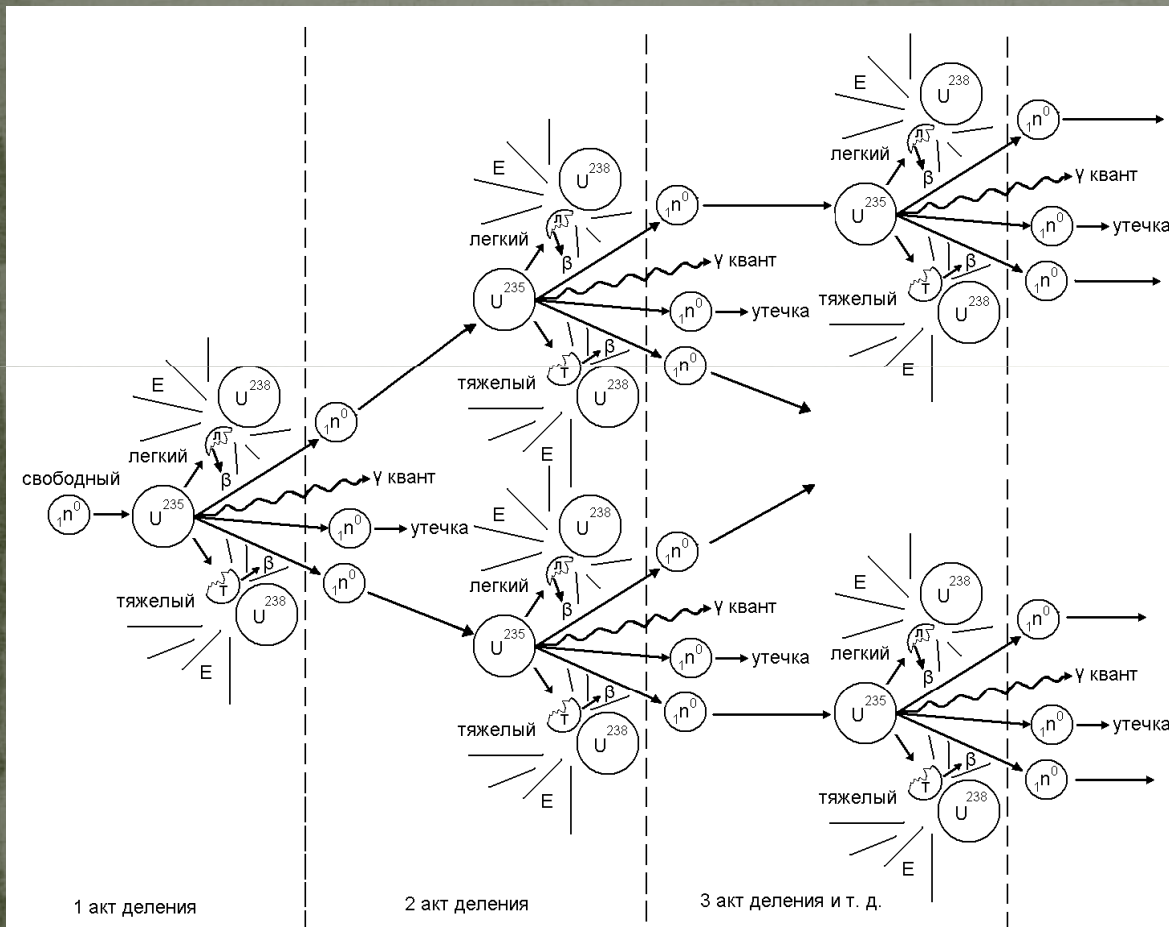 E
U²³⁸
л
легкий
β
свободный
₁n⁰
U²³⁵
β
т
тяжелый
U²³⁸
E
1 акт деления
₁n⁰
γ квант
₁n⁰
утечка
₁n⁰
E
U²³⁸
л
легкий
β
U²³⁵
β
т
тяжелый
U²³⁸
E
E
U²³⁸
л
легкий
β
U²³⁵
β
т
тяжелый
U²³⁸
E
2 акт деления
₁n⁰
γ квант
₁n⁰
утечка
₁n⁰
₁n⁰
γ квант
₁n⁰
утечка
₁n⁰
E
U²³⁸
л
легкий
β
U²³⁵
β
т
тяжелый
U²³⁸
E
E
U²³⁸
л
легкий
β
U²³⁵
β
т
тяжелый
U²³⁸
E
3 акт деления и т. д.
₁n⁰
γ квант
₁n⁰
утечка
₁n⁰
₁n⁰
γ квант
₁n⁰
утечка
₁n⁰